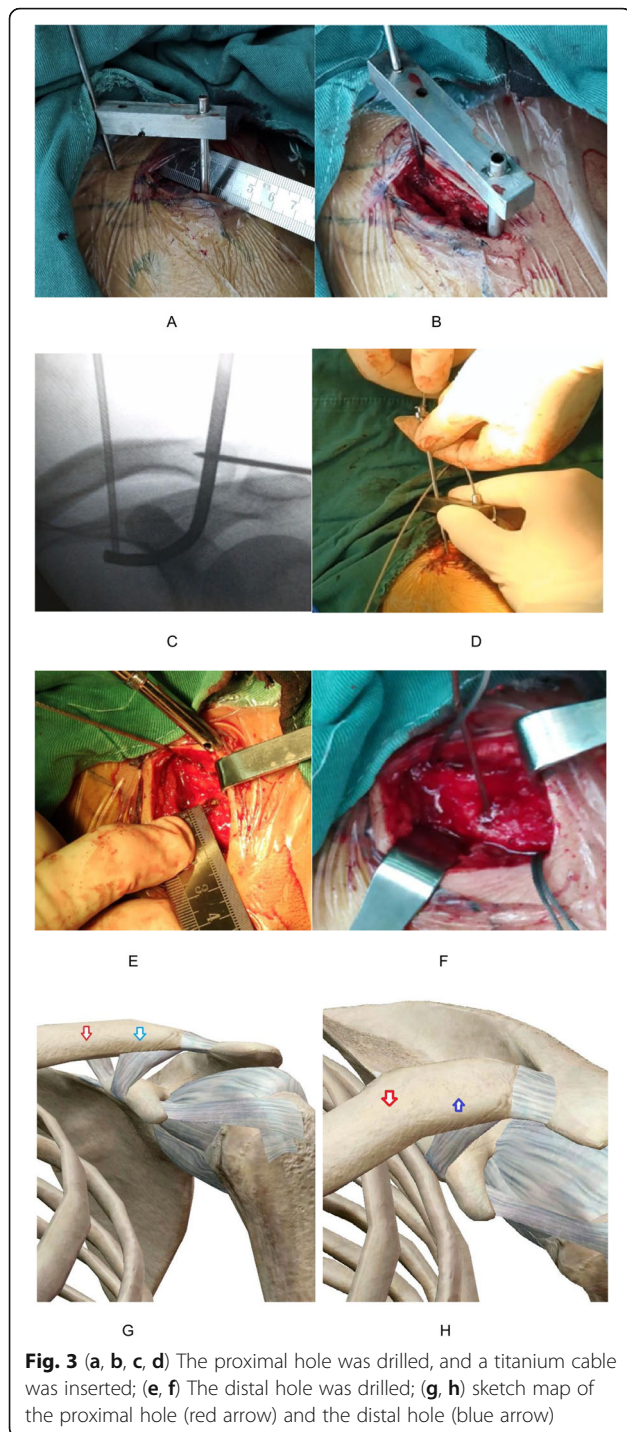 A
B
C
D
E
F
G
H
Fig. 3 (a, b, c, d) The proximal hole was drilled, and a titanium cable
was inserted; (e, f) The distal hole was drilled; (g, h) sketch map of
the proximal hole (red arrow) and the distal hole (blue arrow)